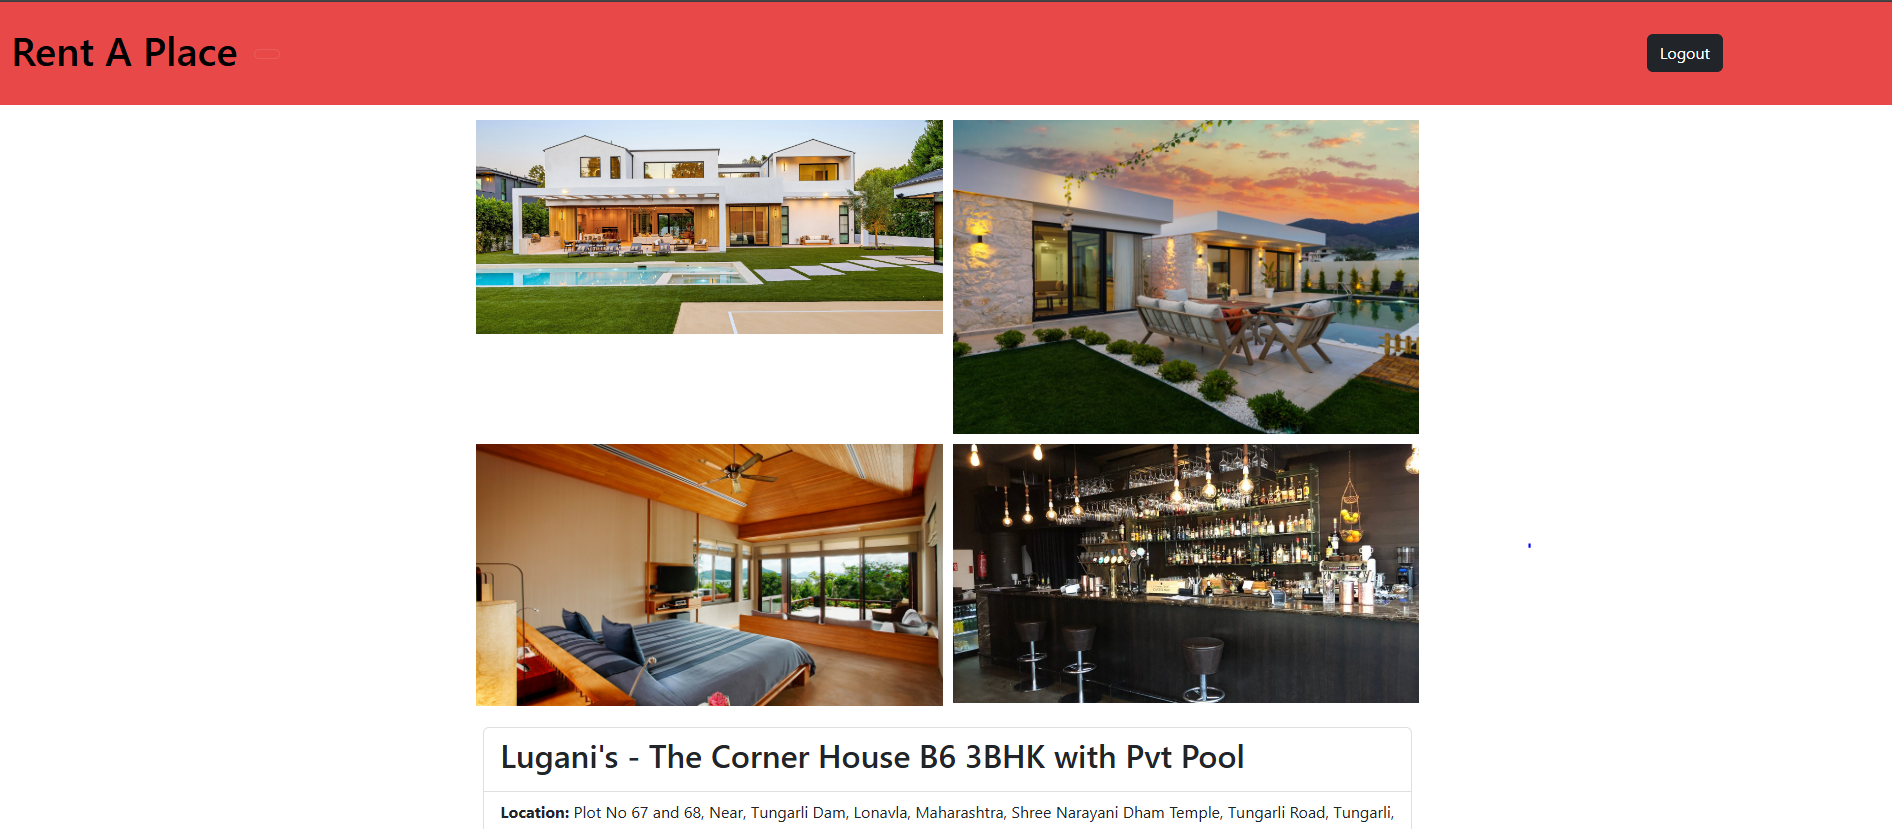 Rent A Place
Logout
Lugani's - The Corner House B6 3BHK with Pvt Pool
Location: Plot No 67 and 68, Near, Tungarli Dam, Lonavla, Maharashtra, Shree Narayani Dham Temple, Tungarli Road, Tungarli,